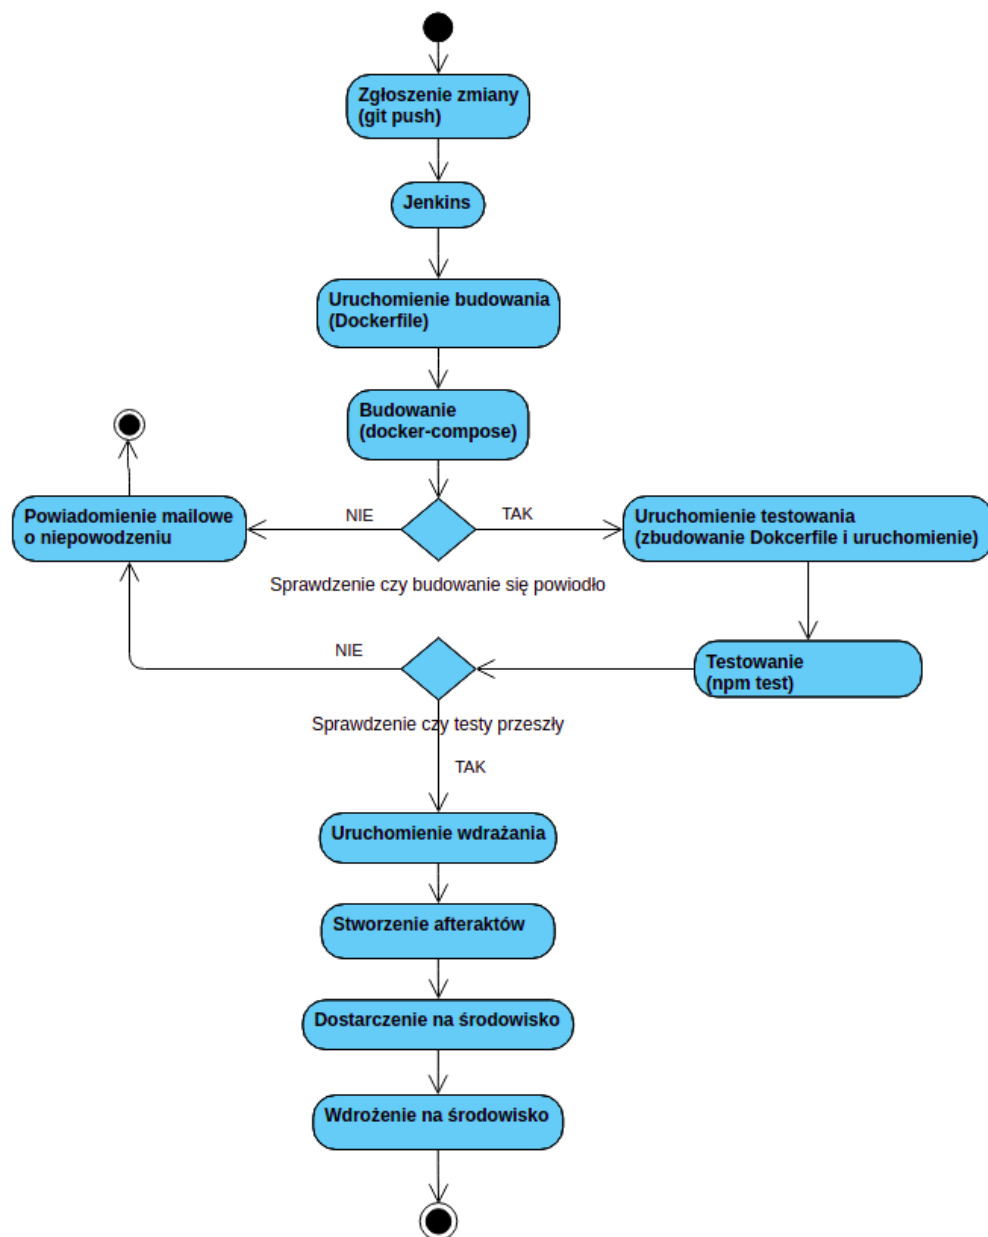 Zgłoszenie zmiany
(git push)
Jenkins
Uruchomienie budowania
(Dockerfile)
Budowanie
(docker-compose)
Powiadomienie mailowe
o niepowodzeniu
NIE
TAK
Uruchomienie testowania
(zbudowanie Dokcerfile i uruchomienie)
Sprawdzenie czy budowanie się powiodło
NIE
Testowanie
(npm test)
Sprawdzenie czy testy przeszły
TAK
Uruchomienie wdrażania
Stworzenie afteraktów
Dostarczenie na środowisko
Wdrożenie na środowisko